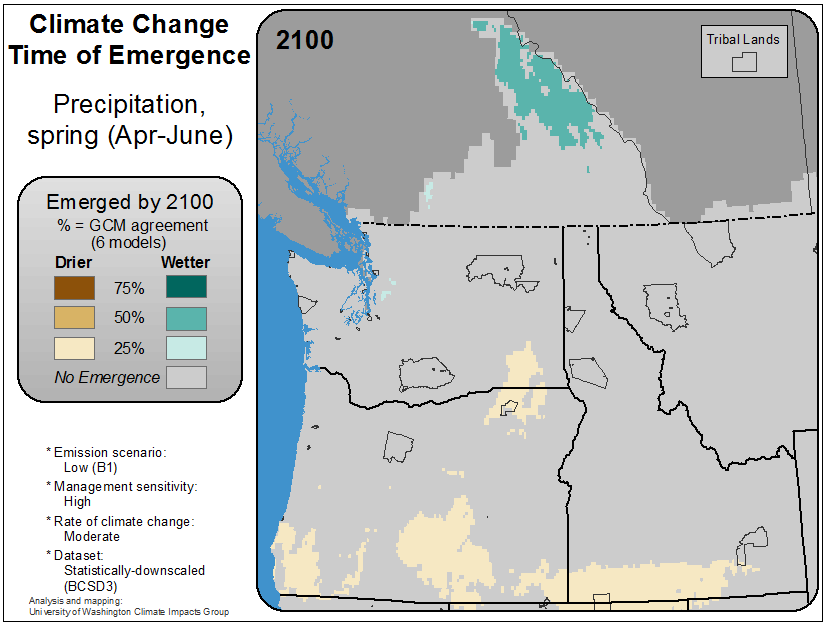 Climate Change
Time of Emergence
Precipitation,
spring (Apr-June)
Emerged by 2100
% = GCM agreement
(6 models)
Drier Wetter
75%
50%
25%
No Emergence
* Emission scenario:
Low (B1)
* Management sensitivity:
High
* Rate of climate change:
Moderate
* Dataset:
Statistically-downscaled
(BCSD3)
Analysis and mapping:
University of Washington Climate Impacts Group
2100
Tribal Lands